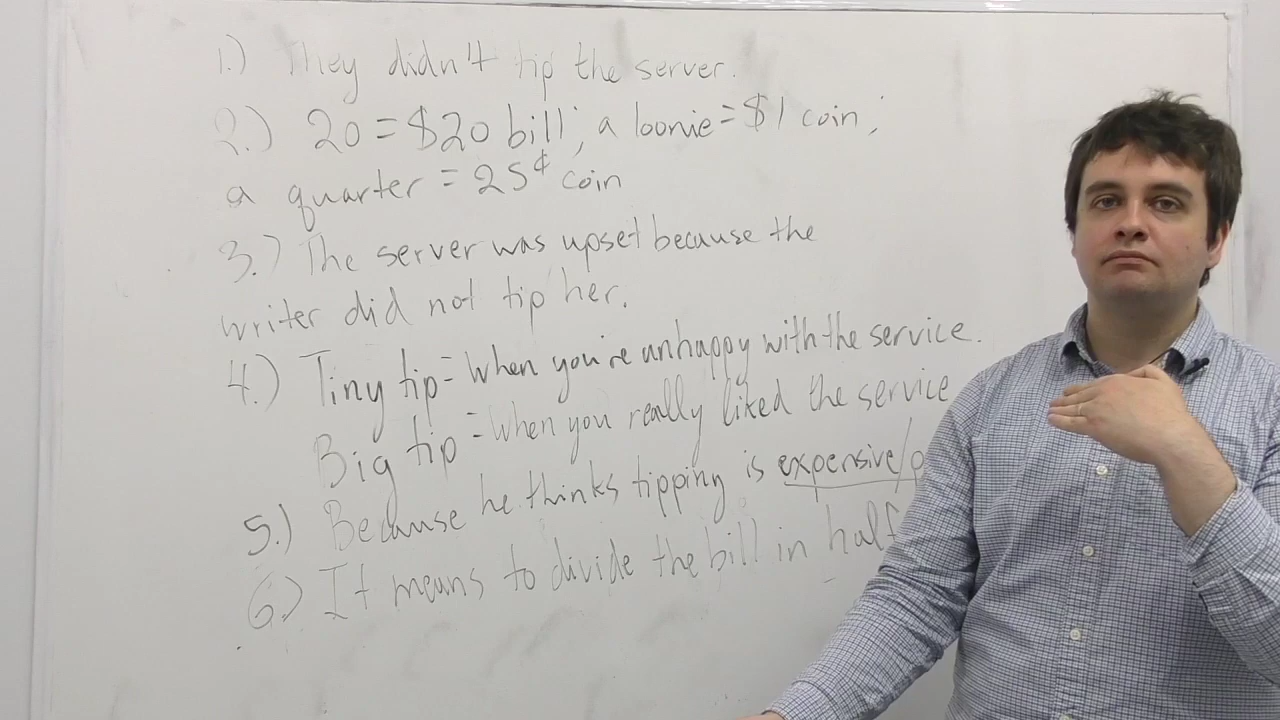 1.) They didn't tip the server.
2.) 20 = $20 bill; a loonie = $1 coin;
a quarter = 25¢ coin
3.) The server was upset because the
writer did not tip her.
4.) Tiny tip = when you're unhappy with the service.
Big tip = when you really liked the service
5.) Because he thinks tipping is expensive/
6.) It means to divide the bill in half